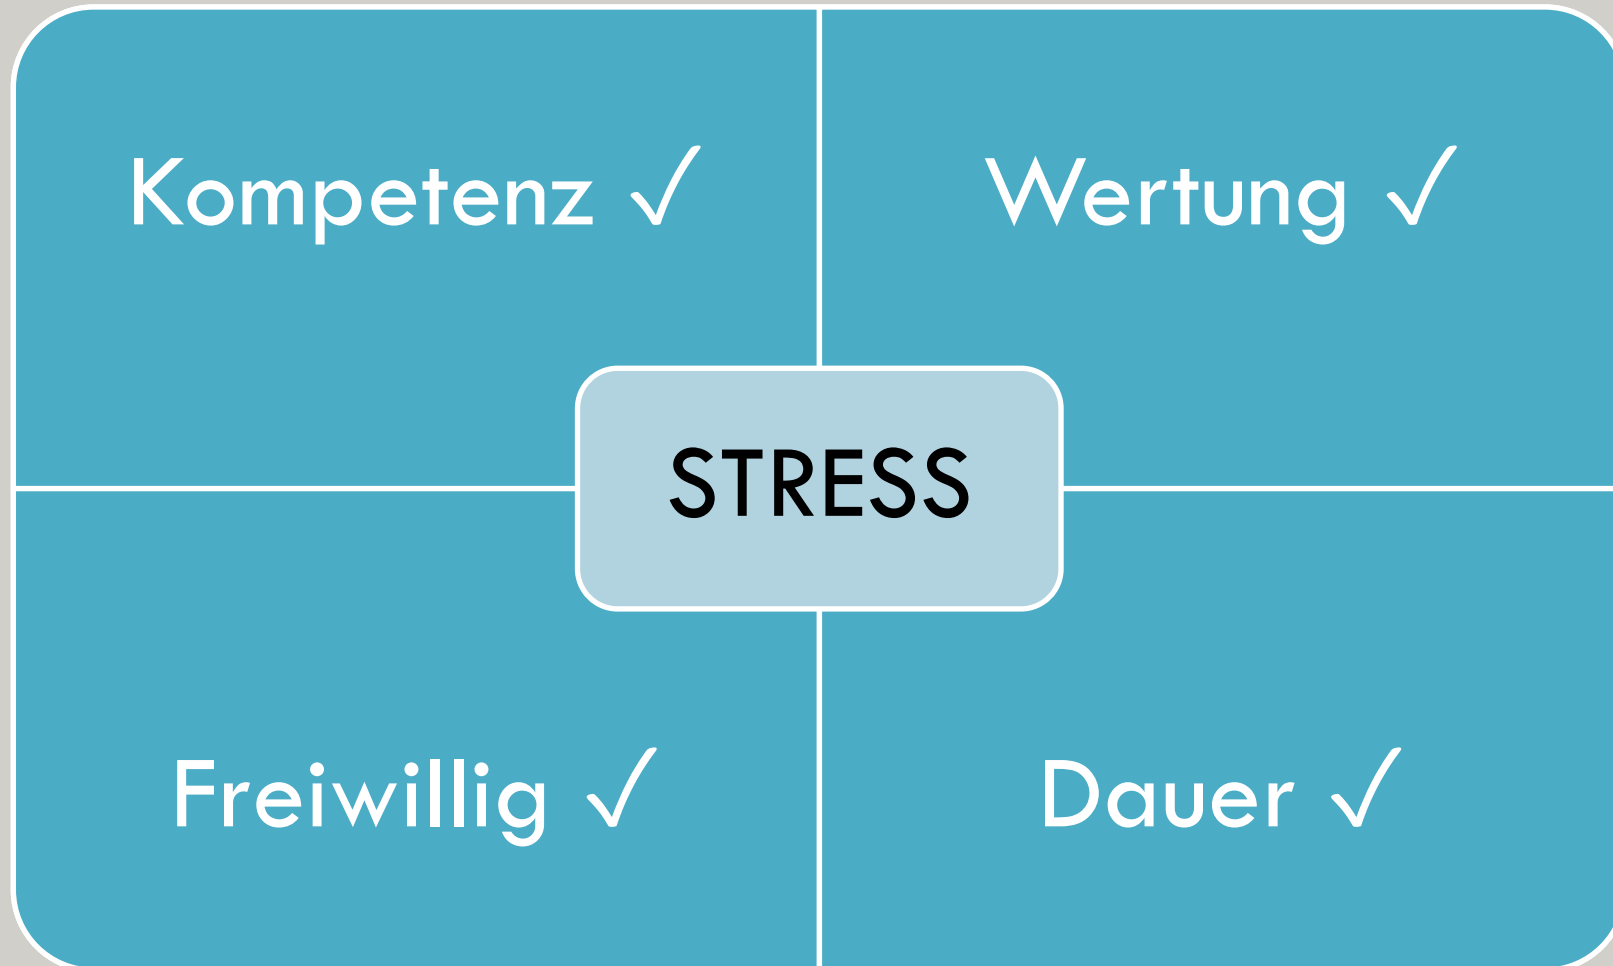 Kompetenz ✓
Wertung ✓
STRESS
Freiwillig ✓
Dauer ✓